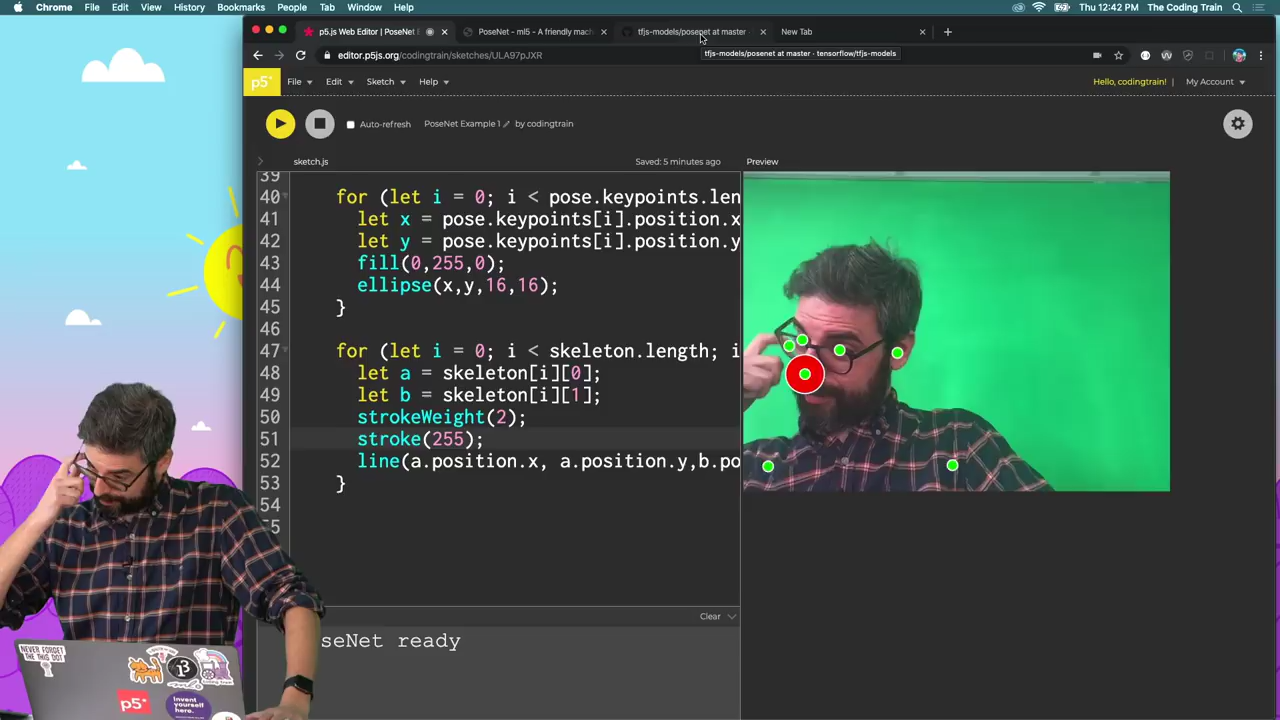 Chrome File Edit View History Bookmarks People Tab Window Help
Thu 12:42 PM The Coding Train
p5.js Web Editor | PoseNet
PoseNet - ml5 - A friendly mach
tfjs-models/posenet at master
New Tab
editor.p5js.org/codingtrain/sketches/ULA97pJXR
tfjs-models/posenet at master · tensorflow/tfjs-models
p5* File Edit Sketch Help
Hello, codingtrain! | My Account
Auto-refresh PoseNet Example 1 by codingtrain
sketch.js Saved: 5 minutes ago Preview
39
40 for (let i = 0; i < pose.keypoints.len
41 let x = pose.keypoints[i].position.x
42 let y = pose.keypoints[i].position.y
43 fill(0,255,0);
44 ellipse(x,y,16,16);
45 }
46
47 for (let i = 0; i < skeleton.length; i
48 let a = skeleton[i][0];
49 let b = skeleton[i][1];
50 strokeWeight(2);
51 stroke(255);
52 line(a.position.x, a.position.y,b.po
53 }
54
55
Clear
seNet ready
NEVER FORGET
THE THIS DOT
p5*
Invent
yourself
here.